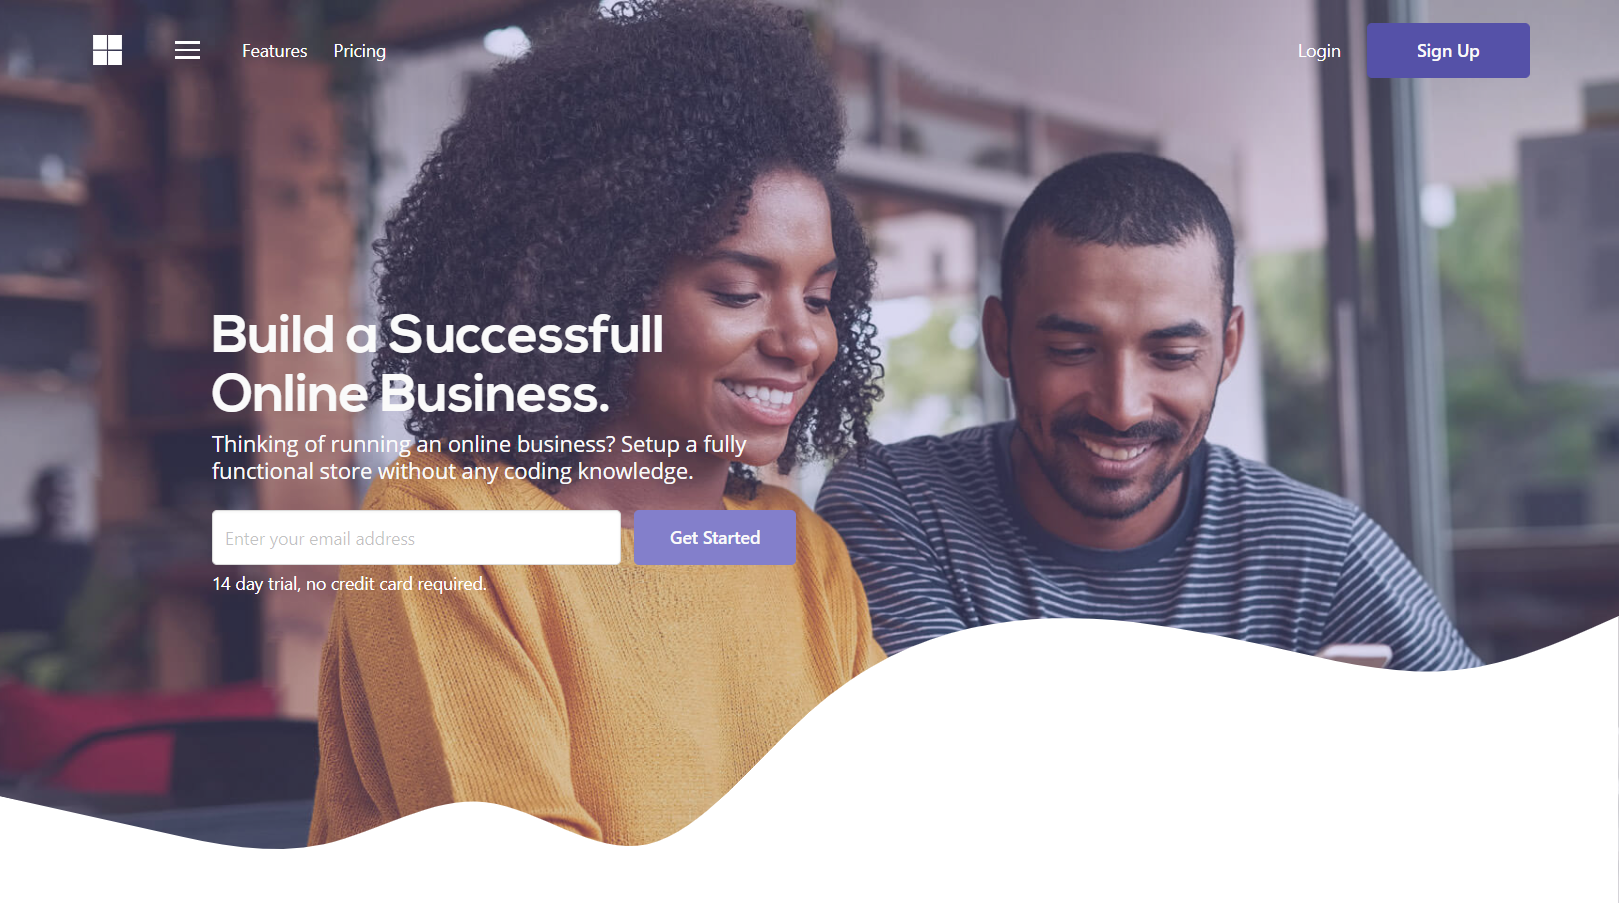 Features Pricing Login Sign Up
Build a Successfull
Online Business.
Thinking of running an online business? Setup a fully
functional store without any coding knowledge.
Enter your email address Get Started
14 day trial, no credit card required.